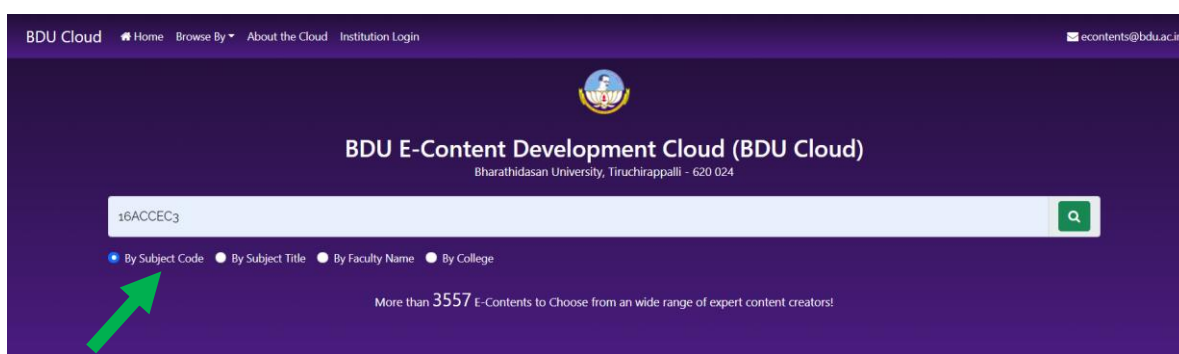 BDU Cloud Home Browse By About the Cloud Institution Login econtents@bdu.ac.in
BDU E-Content Development Cloud (BDU Cloud)
Bharathidasan University, Tiruchirappalli - 620 024
16ACCEC3
By Subject Code By Subject Title By Faculty Name By College
More than 3557 E-Contents to Choose from an wide range of expert content creators!